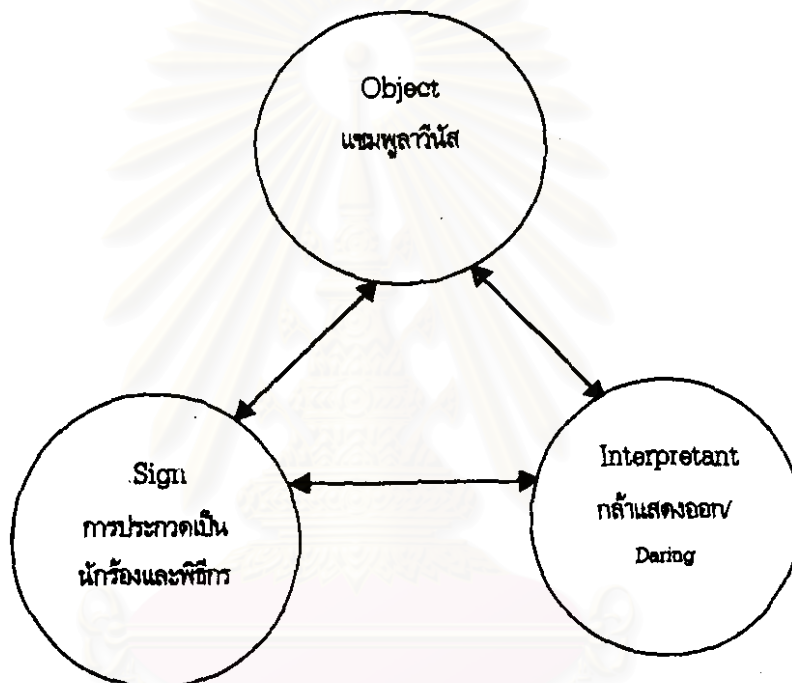 Object
แชมพูลาวีนัส
Sign
การประกวดเป็น
นักร้องและพิธีกร
Interpretant
กล้าแสดงออก/
Daring